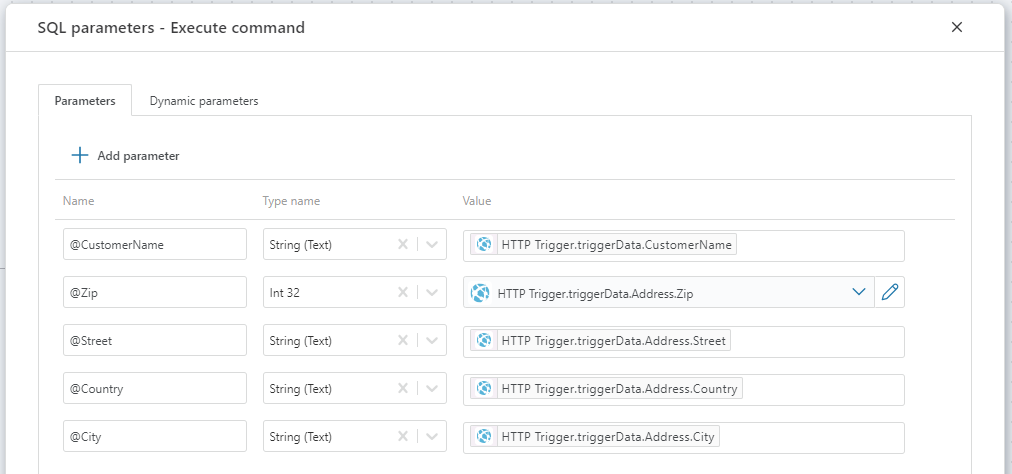 SQL parameters - Execute command
Parameters Dynamic parameters
Add parameter
Name Type name Value
@CustomerName String (Text) HTTP Trigger.triggerData.CustomerName
@Zip Int 32 HTTP Trigger.triggerData.Address.Zip
@Street String (Text) HTTP Trigger.triggerData.Address.Street
@Country String (Text) HTTP Trigger.triggerData.Address.Country
@City String (Text) HTTP Trigger.triggerData.Address.City